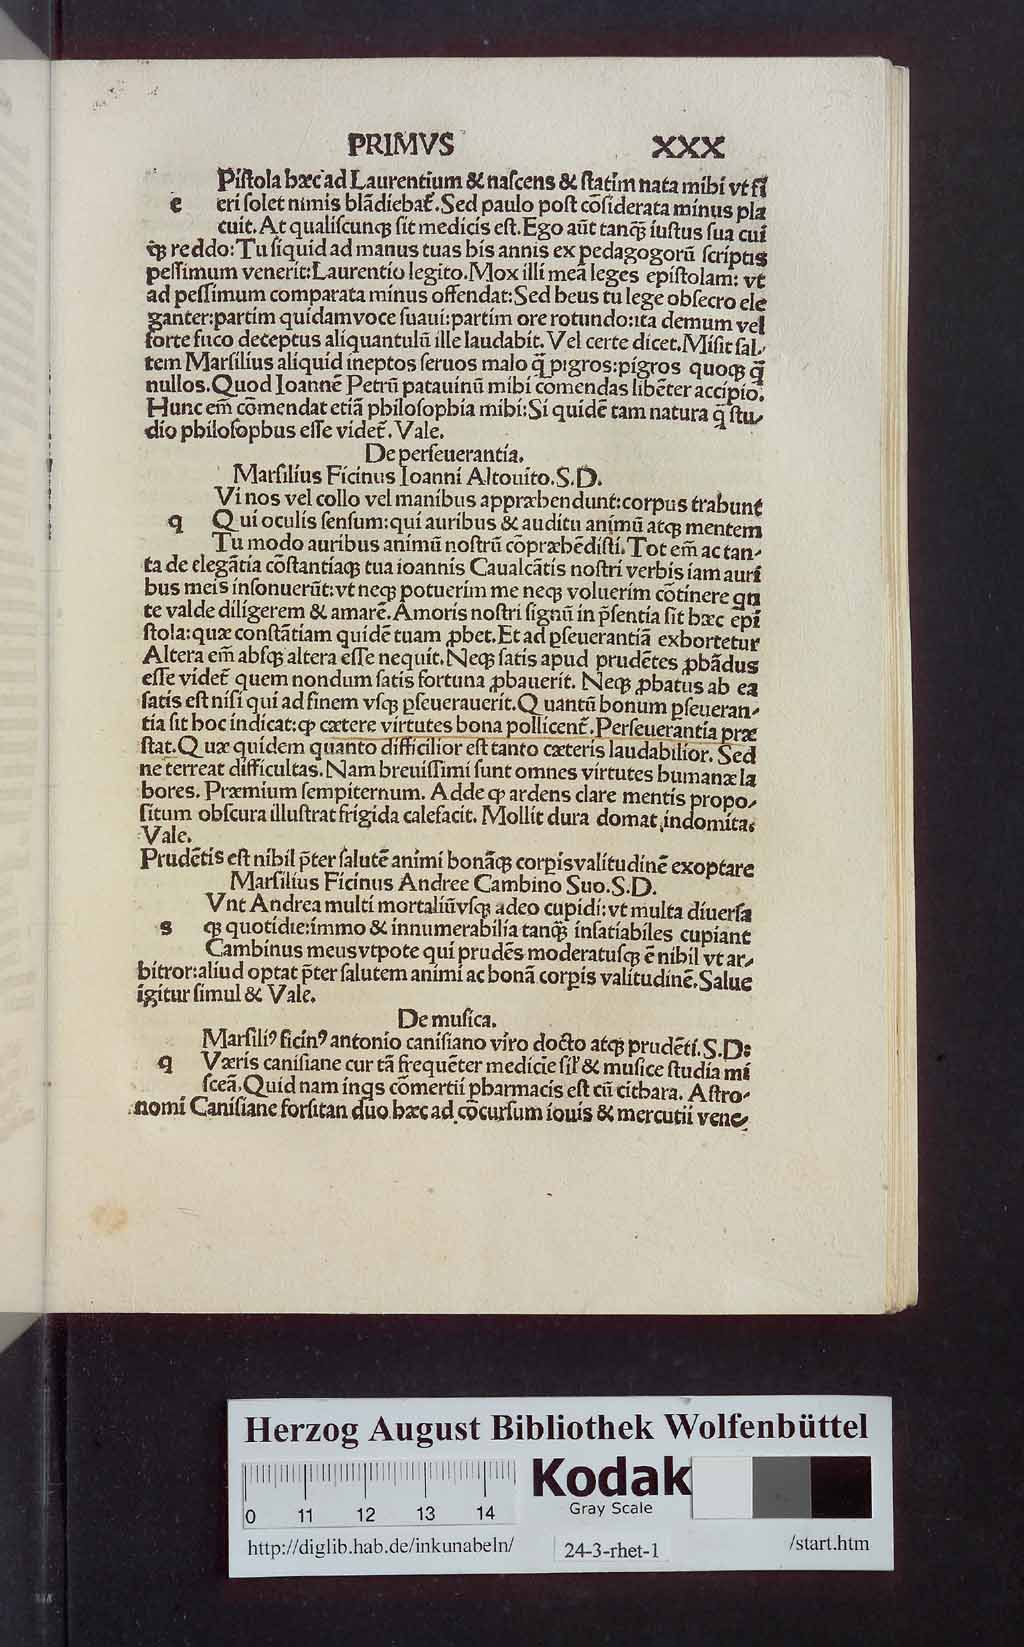 PRIMVS XXX
Pistola hæc ad Laurentium & nascens & statim nata mihi vt fi
e eri solet nimis blādiebat᷑. Sed paulo post cōsiderata minus pla
cuit. At qualiscunq; sit medicis est. Ego aūt tanq̄; iustus sua cui
q̄; reddo: Tu siquid ad manus tuas his annis ex pedagogorū scriptis
pessimum venerit: Laurentio legito. Mox illi meā leges epistolam: vt
ad pessimum comparata minus offendat: Sed heus tu lege obsecro ele
ganter: partim quidam voce suaui: partim ore rotundo: ita demum vel
forte fuco deceptus aliquantulū ille laudabit. Vel certe dicet. Misit sal-
tem Marsilius aliquid ineptos seruos malo q̄ pigros: pigros quoq; q̄
nullos. Quod Ioannē Petrū patauinū mihi cōmendas libēter accipio.
Hunc em̄ cōmendat etiā philosophia mihi: Si quidē tam natura q̄ stu-
dio philosophus esse videt᷑. Vale.
De perseuerantia.
Marsilius Ficinus Ioanni Altouito. S. D.
Vi nos vel collo vel manibus appræhendunt: corpus trahunt
q Qui oculis sensum: qui auribus & auditu animū atq; mentem
Tu modo auribus animū nostrū cōpræhēdisti. Tot em̄ ac tan-
ta de elegātia cōstantiaq; tua ioannis Caualcātis nostri verbis iam auri
bus meis insonuerūt: vt neq; potuerim me neq; voluerim cōtinere qn
te valde diligerem & amarē. Amoris nostri signū in p̄sentia sit hæc epi
stola: quæ constātiam quidē tuam ꝓbet. Et ad ꝑseuerantiā exhortetur
Altera em̄ absq; altera esse nequit. Neq; satis apud prudētes ꝓbādus
esse videt᷑ quem nondum satis fortuna ꝓbauerit. Neq; ꝓbatus ab ea
satis est nisi qui ad finem vsq; ꝑseuerauerit. Quantū bonum ꝑseueran-
tia sit hoc indicat: ꝙ cætere virtutes bona pollicent᷑. Perseuerantia præ
stat. Quæ quidem quanto difficilior est tanto cæteris laudabilior. Sed
ne terreat difficultas. Nam breuissimi sunt omnes virtutes humanæ la
bores. Præmium sempiternum. Adde ꝙ ardens clare mentis propo-
situm obscura illustrat frigida calefacit. Mollit dura domat indomita.
Vale.
Prudētis est nihil p̄ter salutē animi bonāq; corꝑis valitudinē exoptare
Marsilius Ficinus Andree Cambino Suo. S. D.
Vnt Andrea multi mortaliū vsq; adeo cupidi: vt multa diuersa
s q; quotidie: immo & innumerabilia tanq̄; insatiabiles cupiant
Cambinus meus vtpote qui prudēs moderatusq; ē nihil vt ar-
bitror: aliud optat p̄ter salutem animi ac bonā corꝑis valitudinē. Salue
igitur simul & Vale.
De musica.
Marsiliꝰ ficinꝰ antonio canisiano viro docto atq; prudēti. S. D:
q Væris canisiane cur tā frequēter medicīe sił & musice studia mi
sceā. Quid nam inqs cōmertii pharmacis est cū cithara. Astro-
nomi Canisiane forsitan duo hæc ad cōcursum iouis & mercurii vene-
Herzog August Bibliothek Wolfenbüttel
Kodak
Gray Scale
0 11 12 13 14
http://diglib.hab.de/inkunabeln/ 24-3-rhet-1 /start.htm